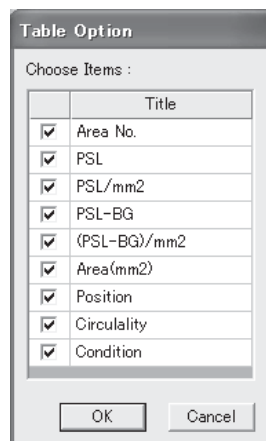 Table Option
Choose Items :
Title
Area No.
PSL
PSL/mm2
PSL-BG
(PSL-BG)/mm2
Area(mm2)
Position
Circulality
Condition
OK Cancel